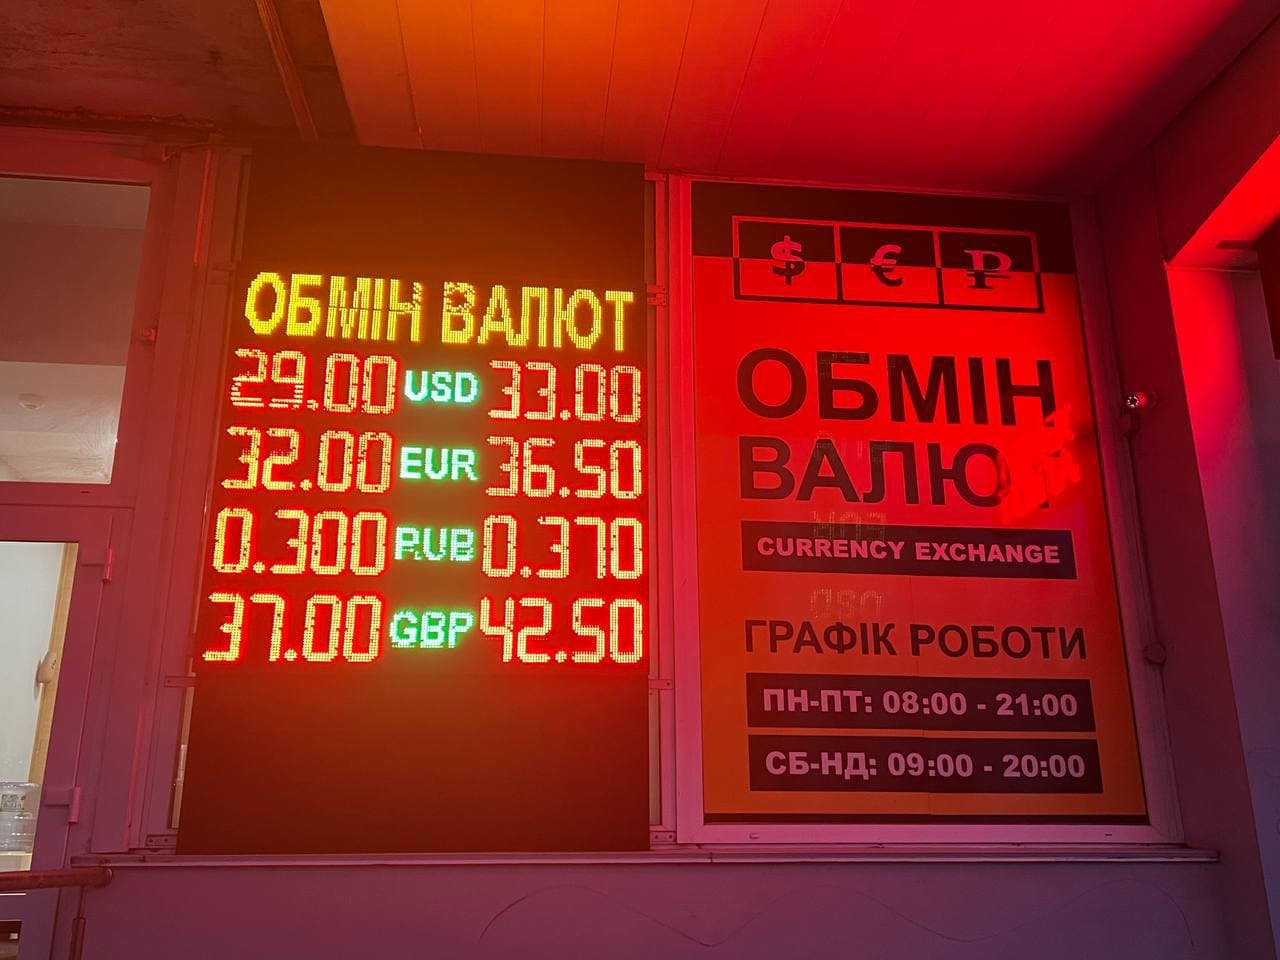 ОБМІН ВАЛЮТ
29.00 USD 33.00
32.00 EUR 36.50
0.300 RUB 0.370
37.00 GBP 42.50
$ € ₽
ОБМІН
ВАЛЮТ
CURRENCY EXCHANGE
ГРАФІК РОБОТИ
ПН-ПТ: 08:00 - 21:00
СБ-НД: 09:00 - 20:00